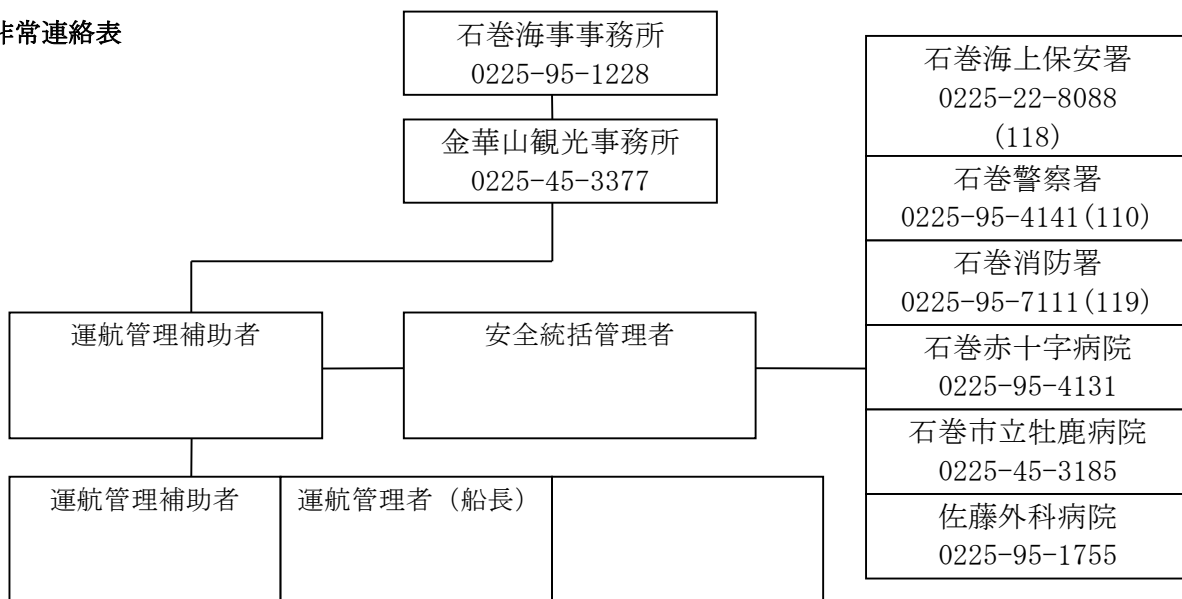 非常連絡表
石巻海事事務所
0225-95-1228
金華山観光事務所
0225-45-3377
運航管理補助者
安全統括管理者
運航管理補助者
運航管理者（船長）
石巻海上保安署
0225-22-8088
(118)
石巻警察署
0225-95-4141(110)
石巻消防署
0225-95-7111(119)
石巻赤十字病院
0225-95-4131
石巻市立牡鹿病院
0225-45-3185
佐藤外科病院
0225-95-1755